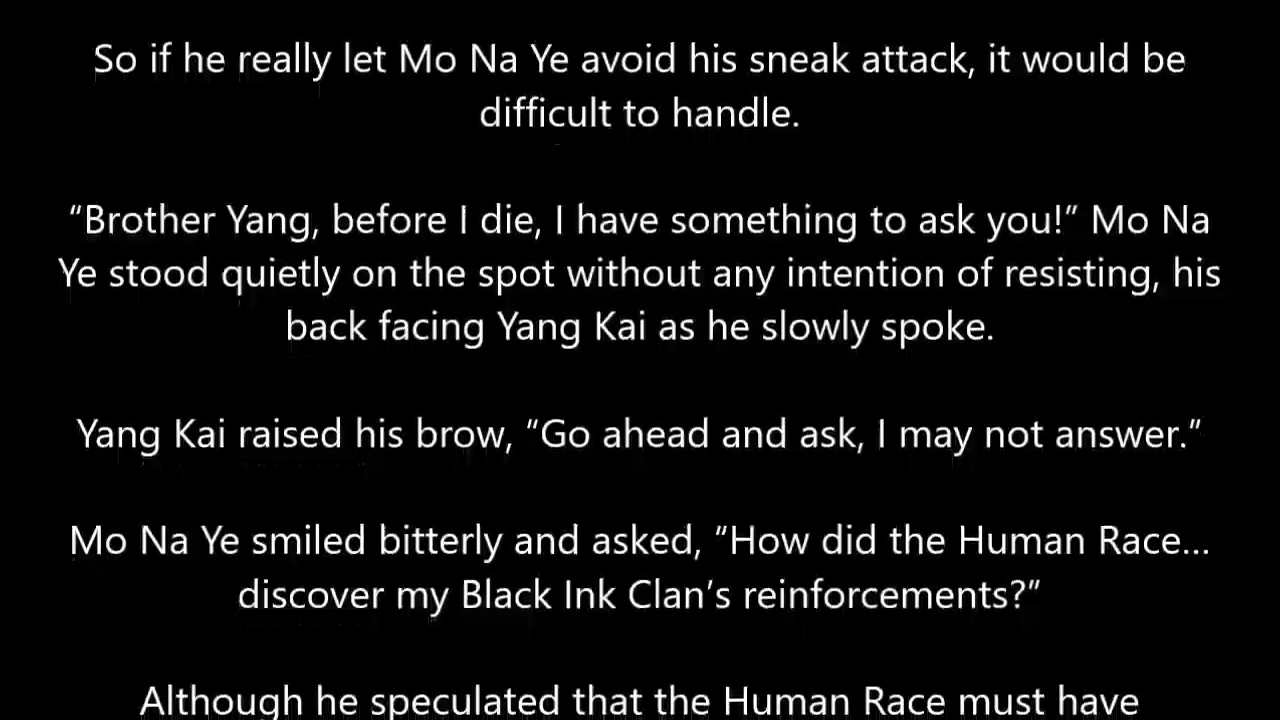 So if he really let Mo Na Ye avoid his sneak attack, it would be
difficult to handle.
“Brother Yang, before I die, I have something to ask you!” Mo Na
Ye stood quietly on the spot without any intention of resisting, his
back facing Yang Kai as he slowly spoke.
Yang Kai raised his brow, “Go ahead and ask, I may not answer.”
Mo Na Ye smiled bitterly and asked, “How did the Human Race…
discover my Black Ink Clan’s reinforcements?”
Although he speculated that the Human Race must have